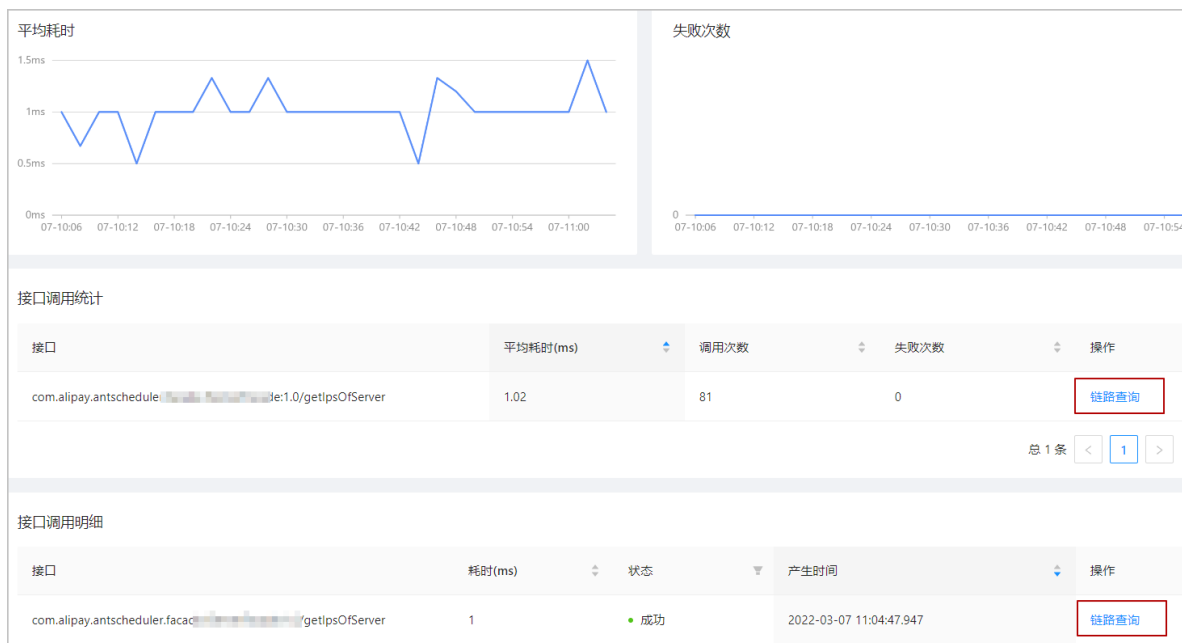 平均耗时
1.5ms
1ms
0.5ms
0ms
07-10:06 07-10:12 07-10:18 07-10:24 07-10:30 07-10:36 07-10:42 07-10:48 07-10:54 07-11:00
失败次数
0
07-10:06 07-10:12 07-10:18 07-10:24 07-10:30 07-10:36 07-10:42 07-10:48 07-10:54
接口调用统计
接口 平均耗时(ms) 调用次数 失败次数 操作
com.alipay.antschedule de:1.0/getIpsOfServer 1.02 81 0 链路查询
总 1 条 < 1 >
接口调用明细
接口 耗时(ms) 状态 产生时间 操作
com.alipay.antscheduler.faca /getIpsOfServer 1 成功 2022-03-07 11:04:47.947 链路查询